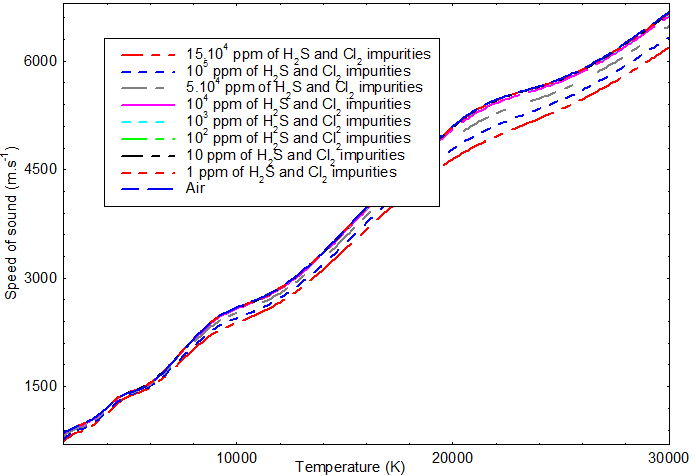 6000
4500
3000
1500
Speed of sound (m.s⁻¹)
15.10⁴ ppm of H₂S and Cl₂ impurities
10⁵ ppm of H₂S and Cl₂ impurities
5.10⁴ ppm of H₂S and Cl₂ impurities
10⁴ ppm of H₂S and Cl₂ impurities
10³ ppm of H₂S and Cl₂ impurities
10² ppm of H₂S and Cl₂ impurities
10 ppm of H₂S and Cl₂ impurities
1 ppm of H₂S and Cl₂ impurities
Air
10000
20000
30000
Temperature (K)